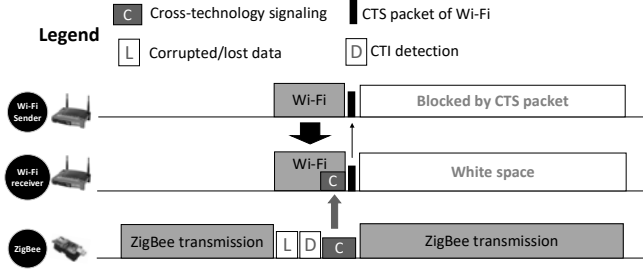 Legend
C Cross-technology signaling
CTS packet of Wi-Fi
L Corrupted/lost data
D CTI detection
Wi-Fi
Sender
Wi-Fi
Blocked by CTS packet
Wi-Fi
receiver
Wi-Fi
C
White space
ZigBee
ZigBee transmission
L
D
C
ZigBee transmission